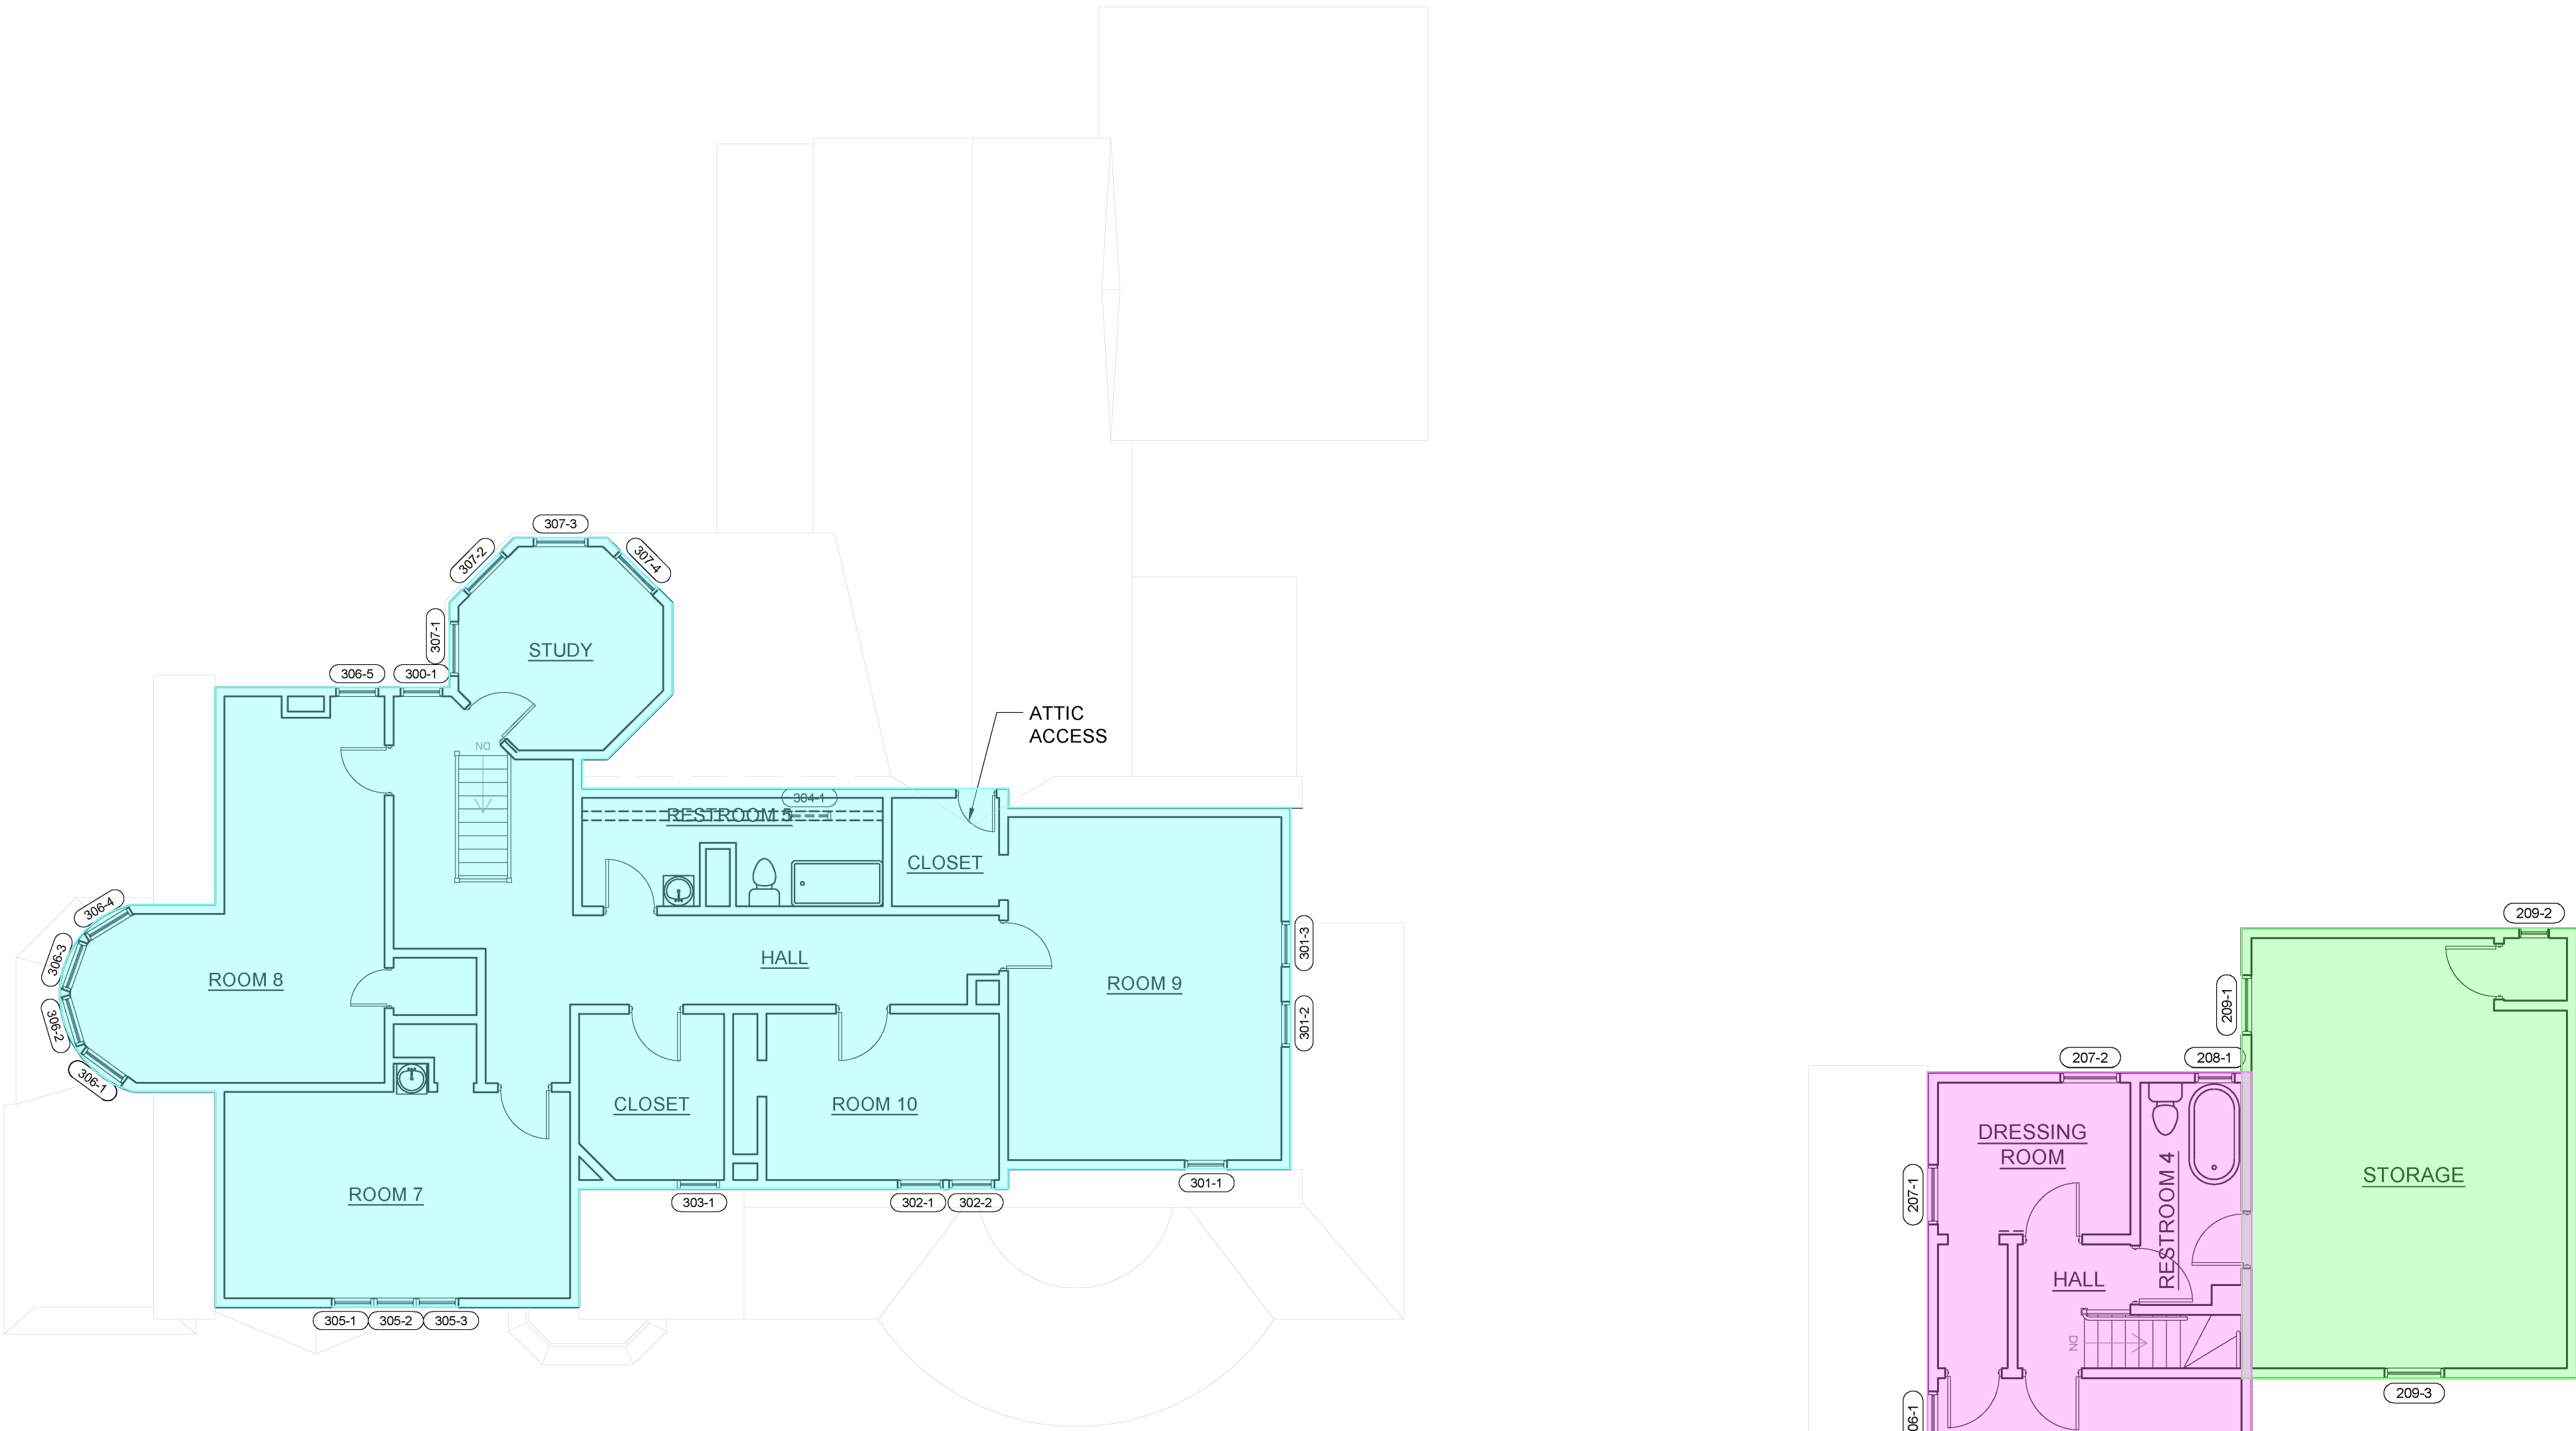 307-3
307-2
307-4
307-1
STUDY
306-5
300-1
ATTIC
ACCESS
DN
304-1
RESTROOM 5
CLOSET
306-4
306-3
301-3
HALL
ROOM 8
ROOM 9
306-2
301-2
306-1
CLOSET
ROOM 10
ROOM 7
301-1
303-1
302-1
302-2
305-1
305-2
305-3
209-2
209-1
207-2
208-1
DRESSING
ROOM
STORAGE
207-1
RESTROOM 4
HALL
DN
209-3
06-1